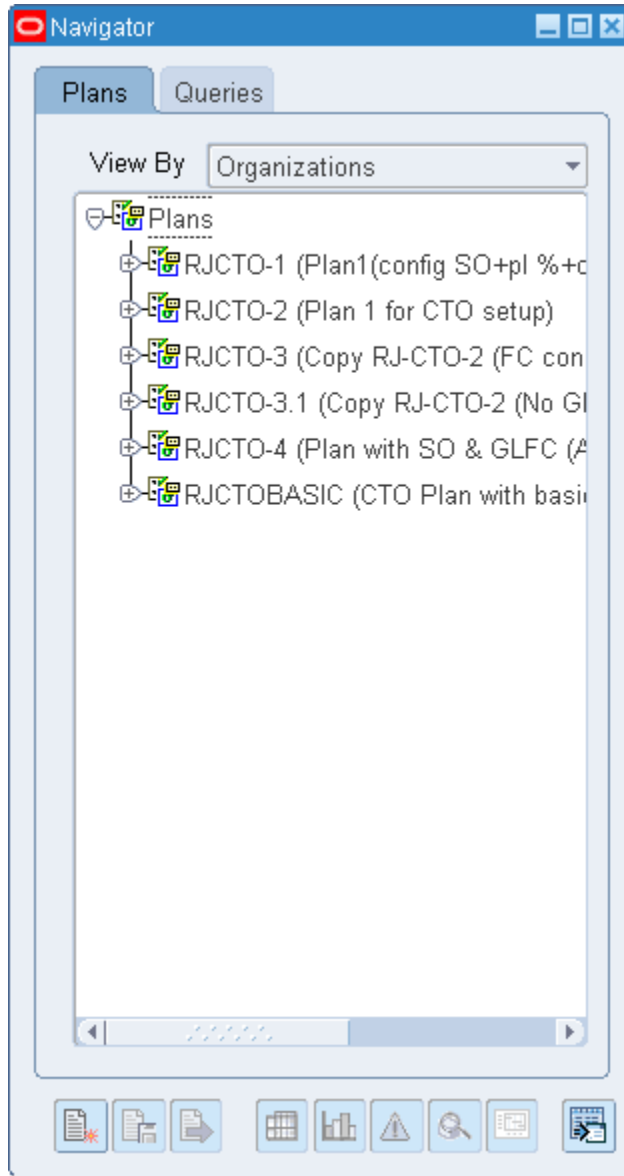 Navigator
Plans Queries
View By Organizations
Plans
RJCTO-1 (Plan1(config SO+pl %+c
RJCTO-2 (Plan 1 for CTO setup)
RJCTO-3 (Copy RJ-CTO-2 (FC con
RJCTO-3.1 (Copy RJ-CTO-2 (No Gl
RJCTO-4 (Plan with SO & GLFC (A
RJCTOBASIC (CTO Plan with basi